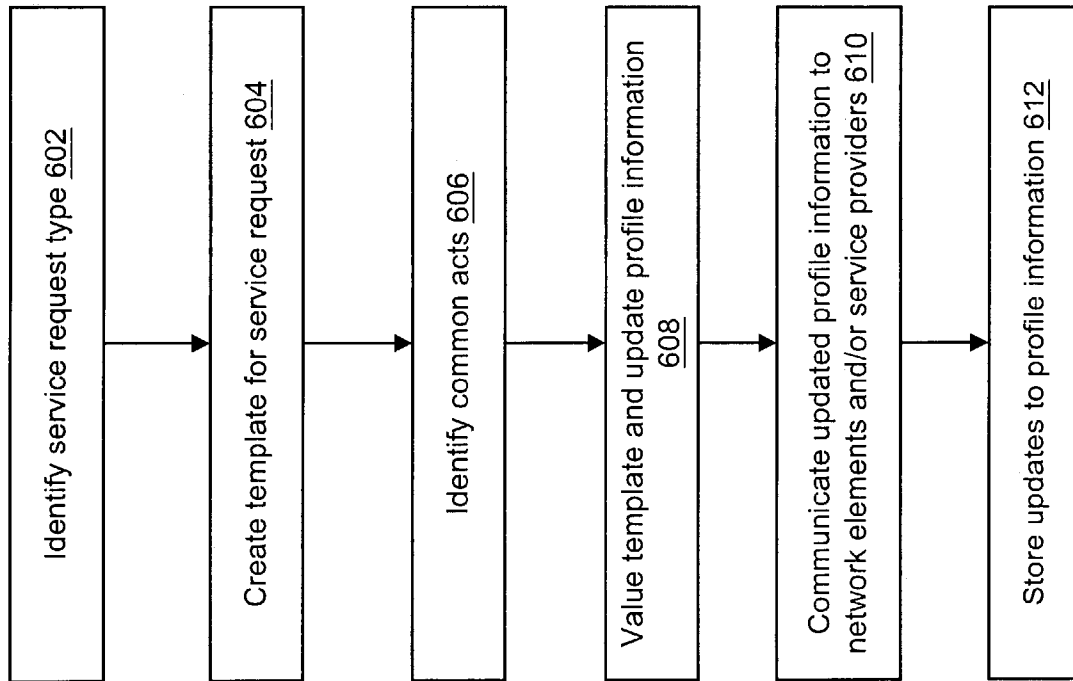 Identify service request type 602
Create template for service request 604
Identify common acts 606
Value template and update profile information
608
Communicate updated profile information to
network elements and/or service providers 610
Store updates to profile information 612